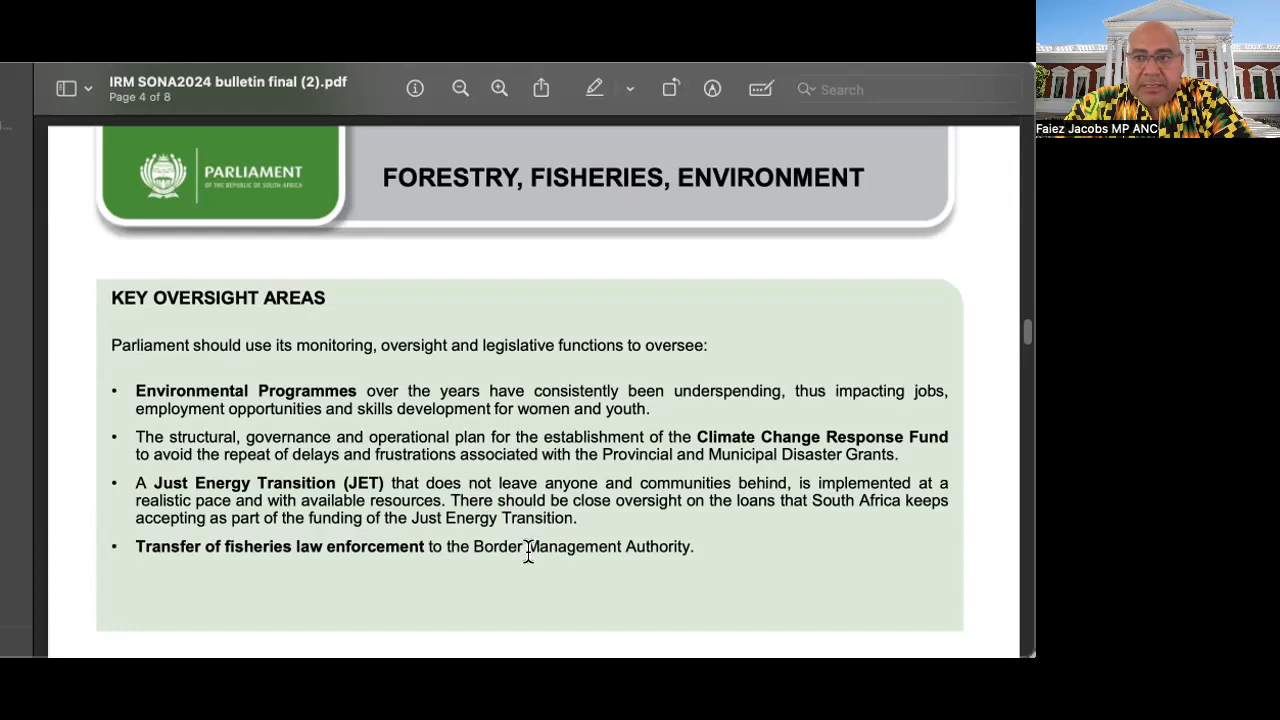 IRM SONA2024 bulletin final (2).pdf
Page 4 of 8
Search
Faiez Jacobs MP ANC
PARLIAMENT
OF THE REPUBLIC OF SOUTH AFRICA
FORESTRY, FISHERIES, ENVIRONMENT
KEY OVERSIGHT AREAS
Parliament should use its monitoring, oversight and legislative functions to oversee:
• Environmental Programmes over the years have consistently been underspending, thus impacting jobs,
employment opportunities and skills development for women and youth.
• The structural, governance and operational plan for the establishment of the Climate Change Response Fund
to avoid the repeat of delays and frustrations associated with the Provincial and Municipal Disaster Grants.
• A Just Energy Transition (JET) that does not leave anyone and communities behind, is implemented at a
realistic pace and with available resources. There should be close oversight on the loans that South Africa keeps
accepting as part of the funding of the Just Energy Transition.
• Transfer of fisheries law enforcement to the Border Management Authority.